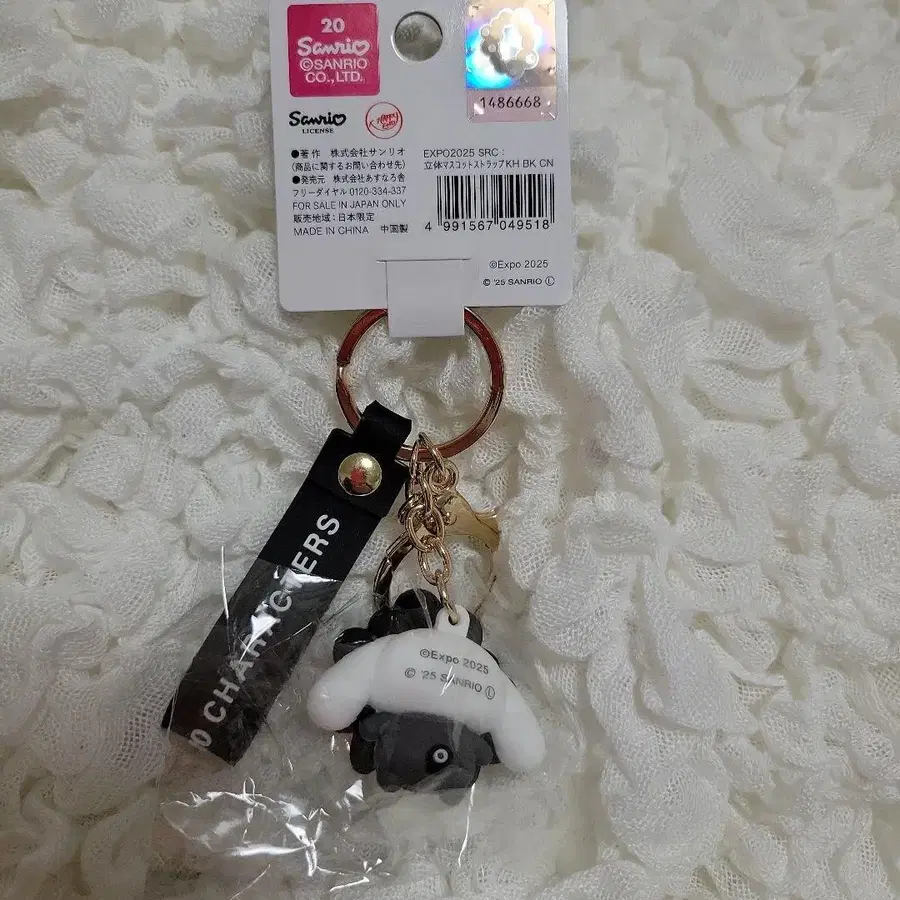 20
Sanrio
©SANRIO
CO., LTD.
1486668
Sanrio
LICENSE
●著作 株式会社サンリオ
(商品に関するお問い合わせ先)
●発売元 株式会社あすなろ舎
フリーダイヤル 0120-334-337
FOR SALE IN JAPAN ONLY
販売地域：日本限定
MADE IN CHINA 中国製
EXPO2025 SRC：
立体マスコットストラップKH BK CN
4 991567 049518
©Expo 2025
© '25 SANRIO Ⓛ
O CHARACTERS
©Expo 2025
© '25 SANRIO Ⓛ